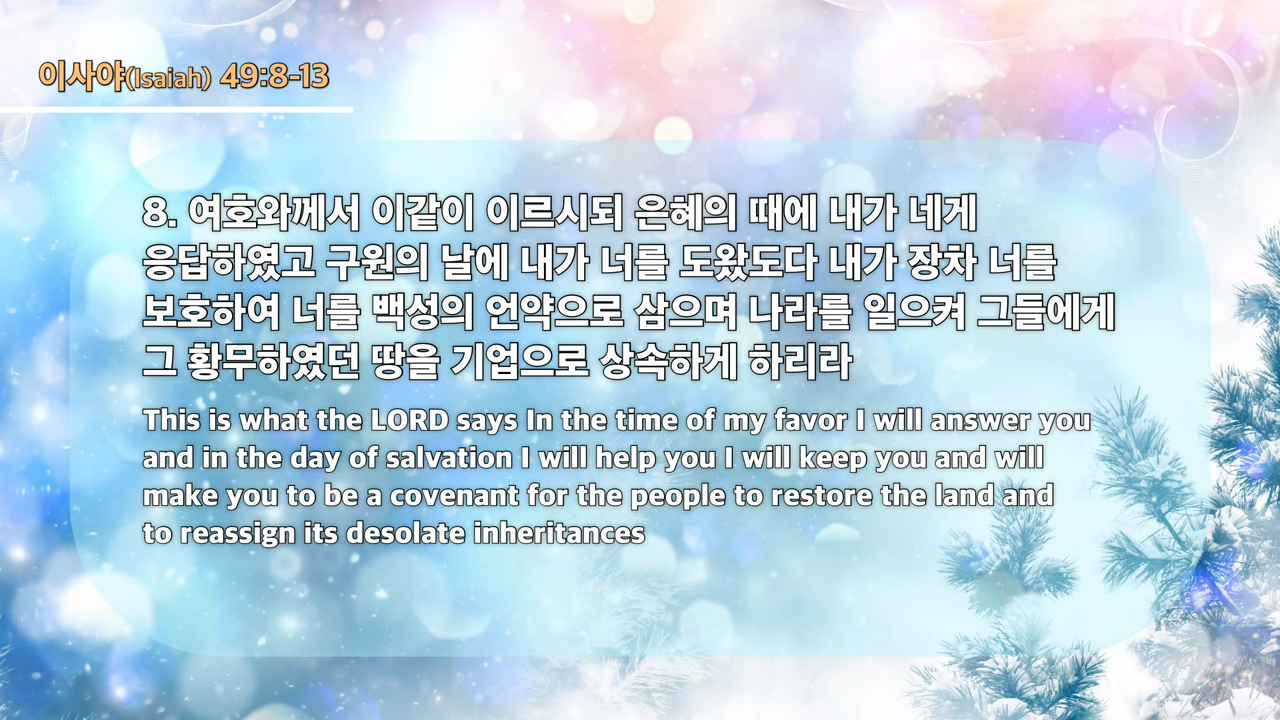 이사야(Isaiah) 49:8-13
8. 여호와께서 이같이 이르시되 은혜의 때에 내가 네게
응답하였고 구원의 날에 내가 너를 도왔도다 내가 장차 너를
보호하여 너를 백성의 언약으로 삼으며 나라를 일으켜 그들에게
그 황무하였던 땅을 기업으로 상속하게 하리라
This is what the LORD says In the time of my favor I will answer you
and in the day of salvation I will help you I will keep you and will
make you to be a covenant for the people to restore the land and
to reassign its desolate inheritances